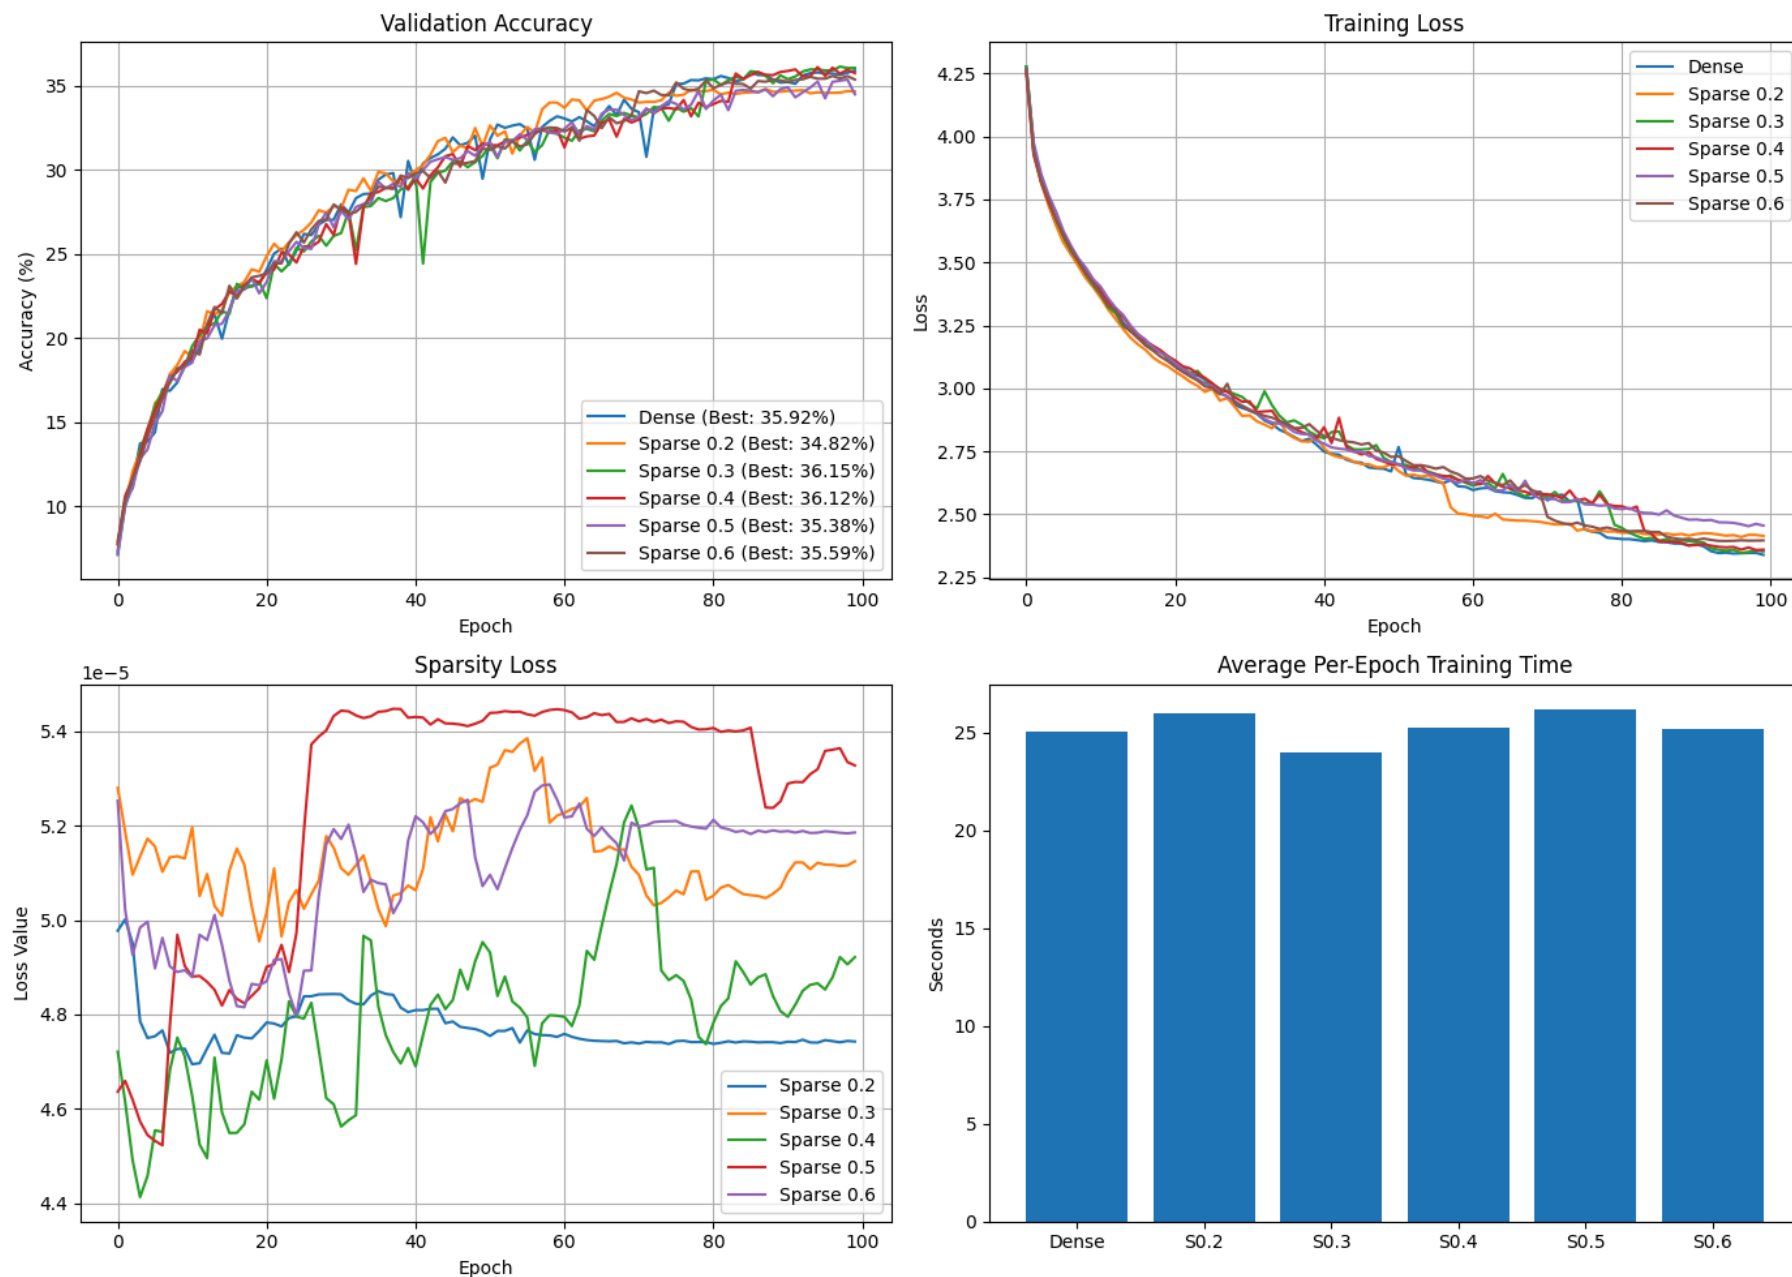 Validation Accuracy
Accuracy (%)
35
30
25
20
15
10
Dense (Best: 35.92%)
Sparse 0.2 (Best: 34.82%)
Sparse 0.3 (Best: 36.15%)
Sparse 0.4 (Best: 36.12%)
Sparse 0.5 (Best: 35.38%)
Sparse 0.6 (Best: 35.59%)
0 20 40 60 80 100
Epoch
Training Loss
Loss
4.25
4.00
3.75
3.50
3.25
3.00
2.75
2.50
2.25
Dense
Sparse 0.2
Sparse 0.3
Sparse 0.4
Sparse 0.5
Sparse 0.6
0 20 40 60 80 100
Epoch
Sparsity Loss
1e−5
Loss Value
5.4
5.2
5.0
4.8
4.6
4.4
Sparse 0.2
Sparse 0.3
Sparse 0.4
Sparse 0.5
Sparse 0.6
0 20 40 60 80 100
Epoch
Average Per-Epoch Training Time
Seconds
25
20
15
10
5
0
Dense S0.2 S0.3 S0.4 S0.5 S0.6